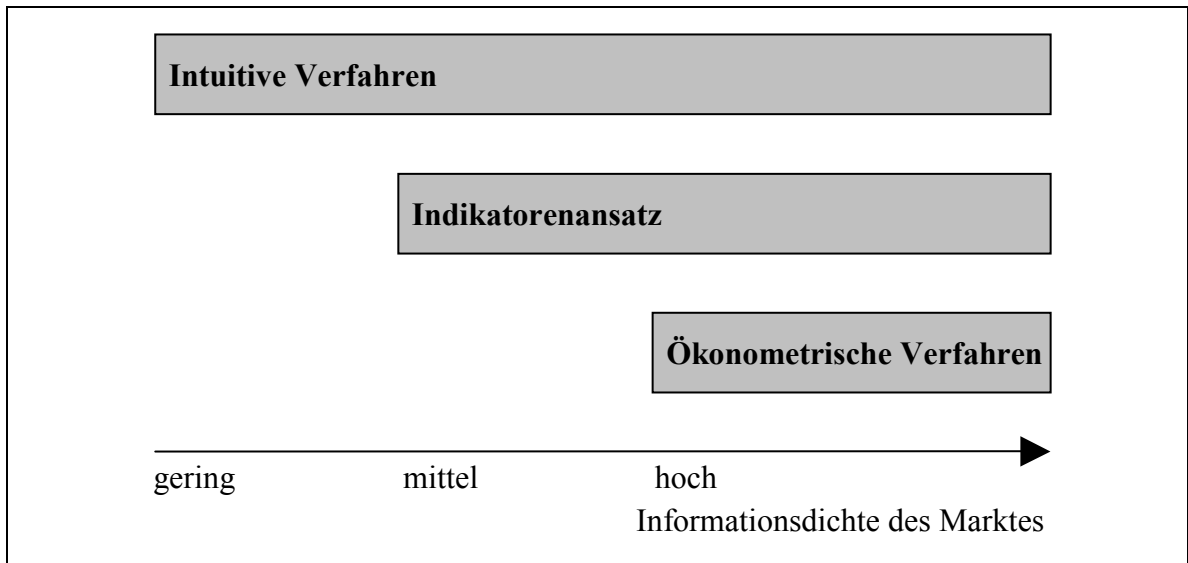 Intuitive Verfahren
Indikatorenansatz
Ökonometrische Verfahren
gering mittel hoch
Informationsdichte des Marktes